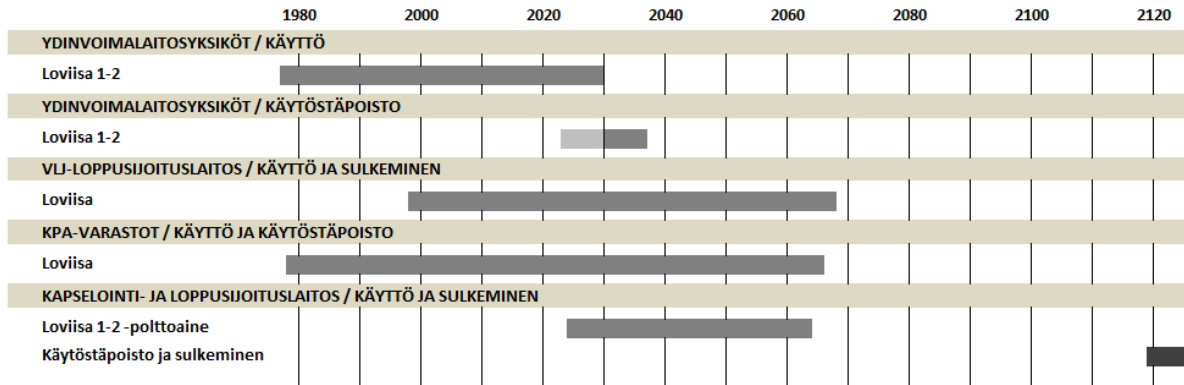 1980 2000 2020 2040 2060 2080 2100 2120
YDINVOIMALAITOSYKSIKÖT / KÄYTTÖ
Loviisa 1-2
YDINVOIMALAITOSYKSIKÖT / KÄYTÖSTÄPOISTO
Loviisa 1-2
VLJ-LOPPUSIJOITUSLAITOS / KÄYTTÖ JA SULKEMINEN
Loviisa
KPA-VARASTOT / KÄYTTÖ JA KÄYTÖSTÄPOISTO
Loviisa
KAPSELOINTI- JA LOPPUSIJOITUSLAITOS / KÄYTTÖ JA SULKEMINEN
Loviisa 1-2 -polttoaine
Käytöstäpoisto ja sulkeminen